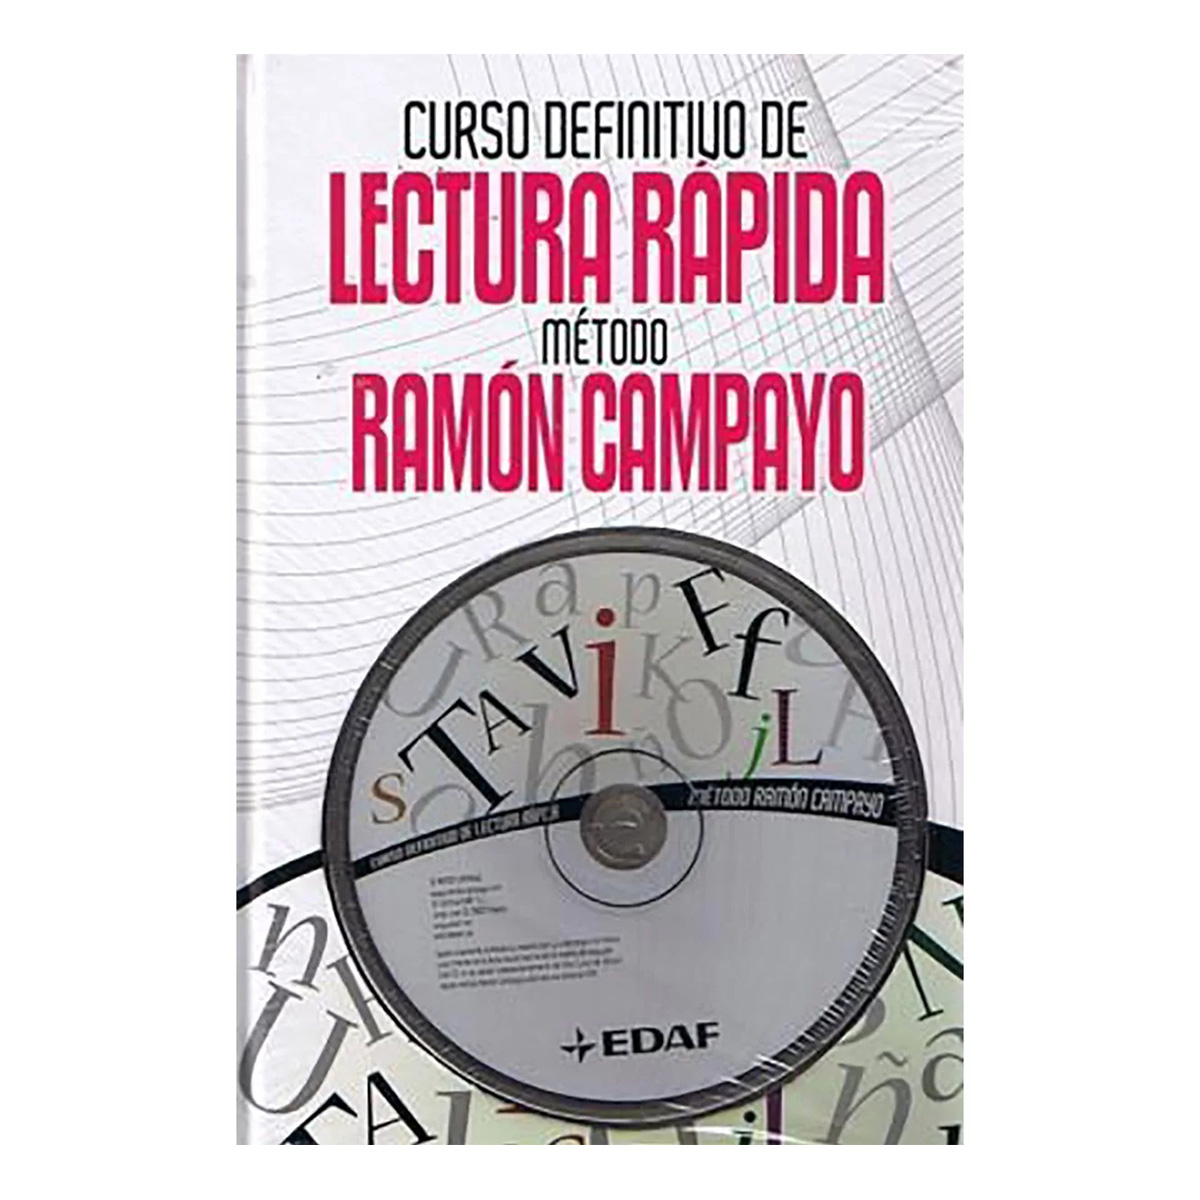 CURSO DEFINITIVO DE
LECTURA RÁPIDA
MÉTODO
RAMÓN CAMPAYO
U R a p i K F f a
s T A V i j L A
h p O
CURSO DEFINITIVO DE LECTURA RÁPIDA
MÉTODO RAMÓN CAMPAYO
EDAF
n H N
U ñ a
T A